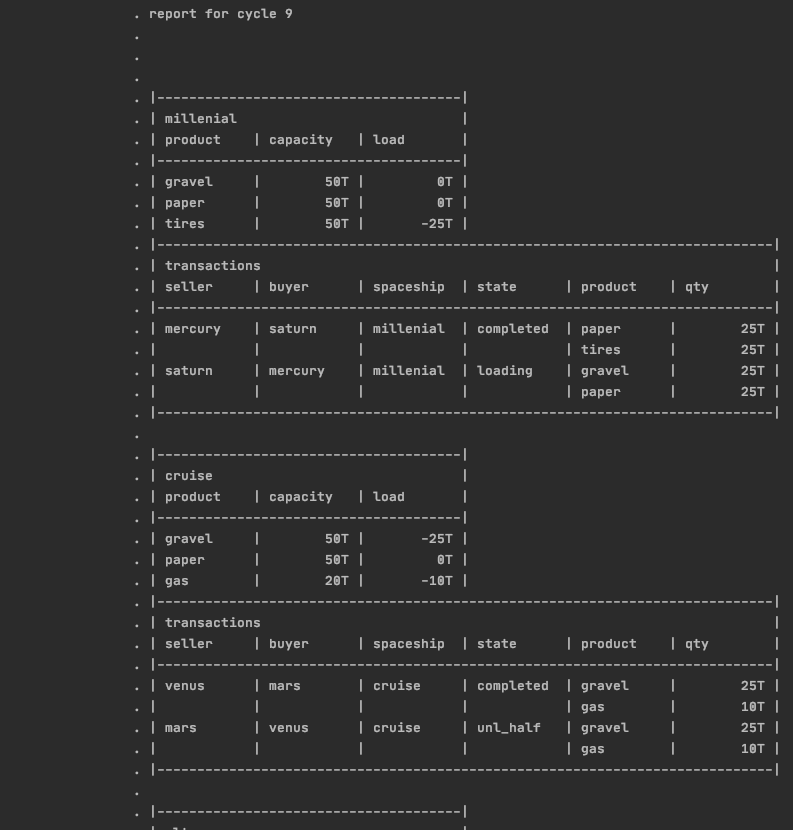 . report for cycle 9
.
.
.
. |--------------------------------------|
. | millenial                            |
. | product    | capacity   | load       |
. |--------------------------------------|
. | gravel     |        50T |         0T |
. | paper      |        50T |         0T |
. | tires      |        50T |       -25T |
. |-----------------------------------------------------------------------------|
. | transactions                                                                |
. | seller     | buyer      | spaceship  | state      | product    | qty         |
. |-----------------------------------------------------------------------------|
. | mercury    | saturn     | millenial  | completed  | paper      |        25T |
. |            |            |            |            | tires      |        25T |
. | saturn     | mercury    | millenial  | loading    | gravel     |        25T |
. |            |            |            |            | paper      |        25T |
. |-----------------------------------------------------------------------------|
.
. |--------------------------------------|
. | cruise                               |
. | product    | capacity   | load       |
. |--------------------------------------|
. | gravel     |        50T |       -25T |
. | paper      |        50T |         0T |
. | gas        |        20T |       -10T |
. |-----------------------------------------------------------------------------|
. | transactions                                                                |
. | seller     | buyer      | spaceship  | state      | product    | qty         |
. |-----------------------------------------------------------------------------|
. | venus      | mars       | cruise     | completed  | gravel     |        25T |
. |            |            |            |            | gas        |        10T |
. | mars       | venus      | cruise     | unl_half   | gravel     |        25T |
. |            |            |            |            | gas        |        10T |
. |-----------------------------------------------------------------------------|
.
. |--------------------------------------|